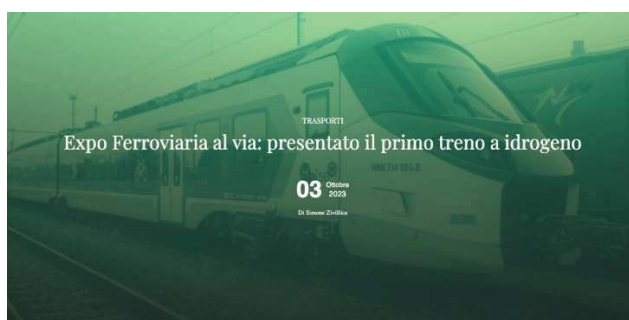 TRASPORTI
Expo Ferroviaria al via: presentato il primo treno a idrogeno
03 Ottobre
2023
Di Simone Zivillica